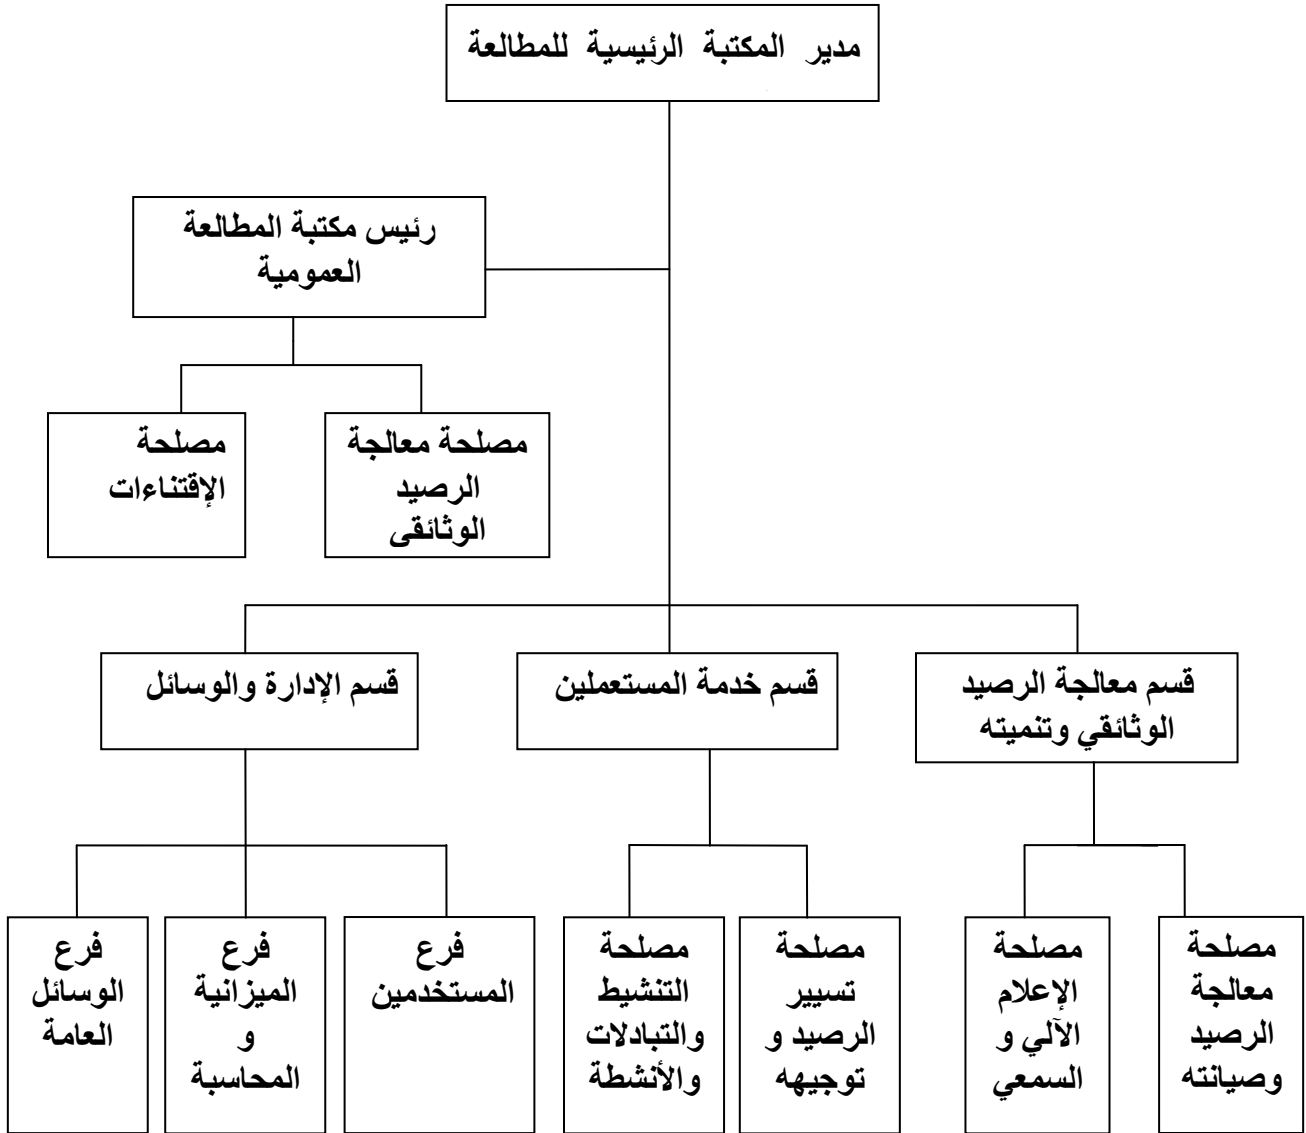 مدير المكتبة الرئيسية للمطالعة
رئيس مكتبة المطالعة
العمومية
مصلحة معالجة
الرصيد
الوثائقى
مصلحة
الإقتناءات
قسم معالجة الرصيد
الوثائقي وتنميته
قسم خدمة المستعملين
قسم الإدارة والوسائل
مصلحة
معالجة
الرصيد
وصيانته
مصلحة
الإعلام
الآلي و
السمعي
مصلحة
تسيير
الرصيد و
توجيهه
مصلحة
التنشيط
والتبادلات
والأنشطة
فرع
المستخدمين
فرع
الميزانية
و
المحاسبة
فرع
الوسائل
العامة